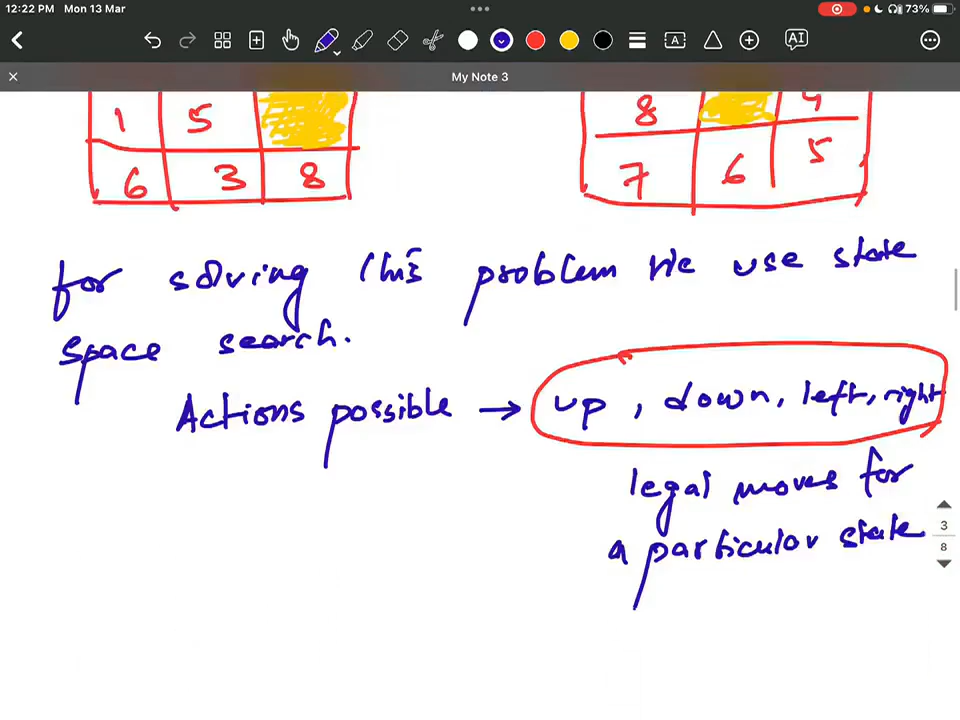 12:22 PM Mon 13 Mar
73%
AI
My Note 3
1 5
6 3 8
8 4
7 6 5
for solving this problem we use state
space search.
Actions possible → up, down, left, right
legal moves for
a particular state
3
8